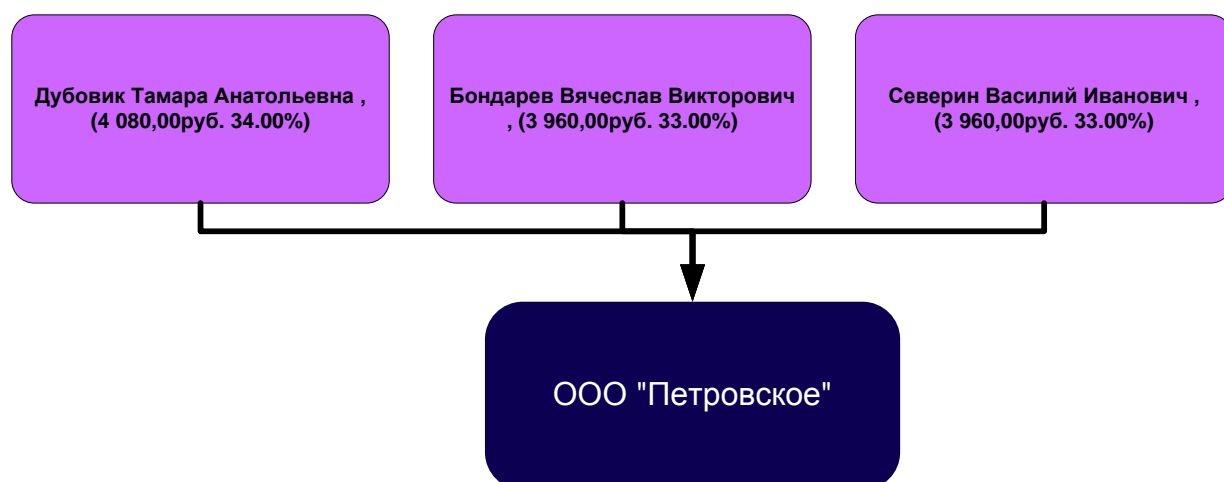 Дубовик Тамара Анатольевна ,
(4 080,00руб. 34.00%)
Бондарев Вячеслав Викторович
, (3 960,00руб. 33.00%)
Северин Василий Иванович ,
(3 960,00руб. 33.00%)
ООО "Петровское"